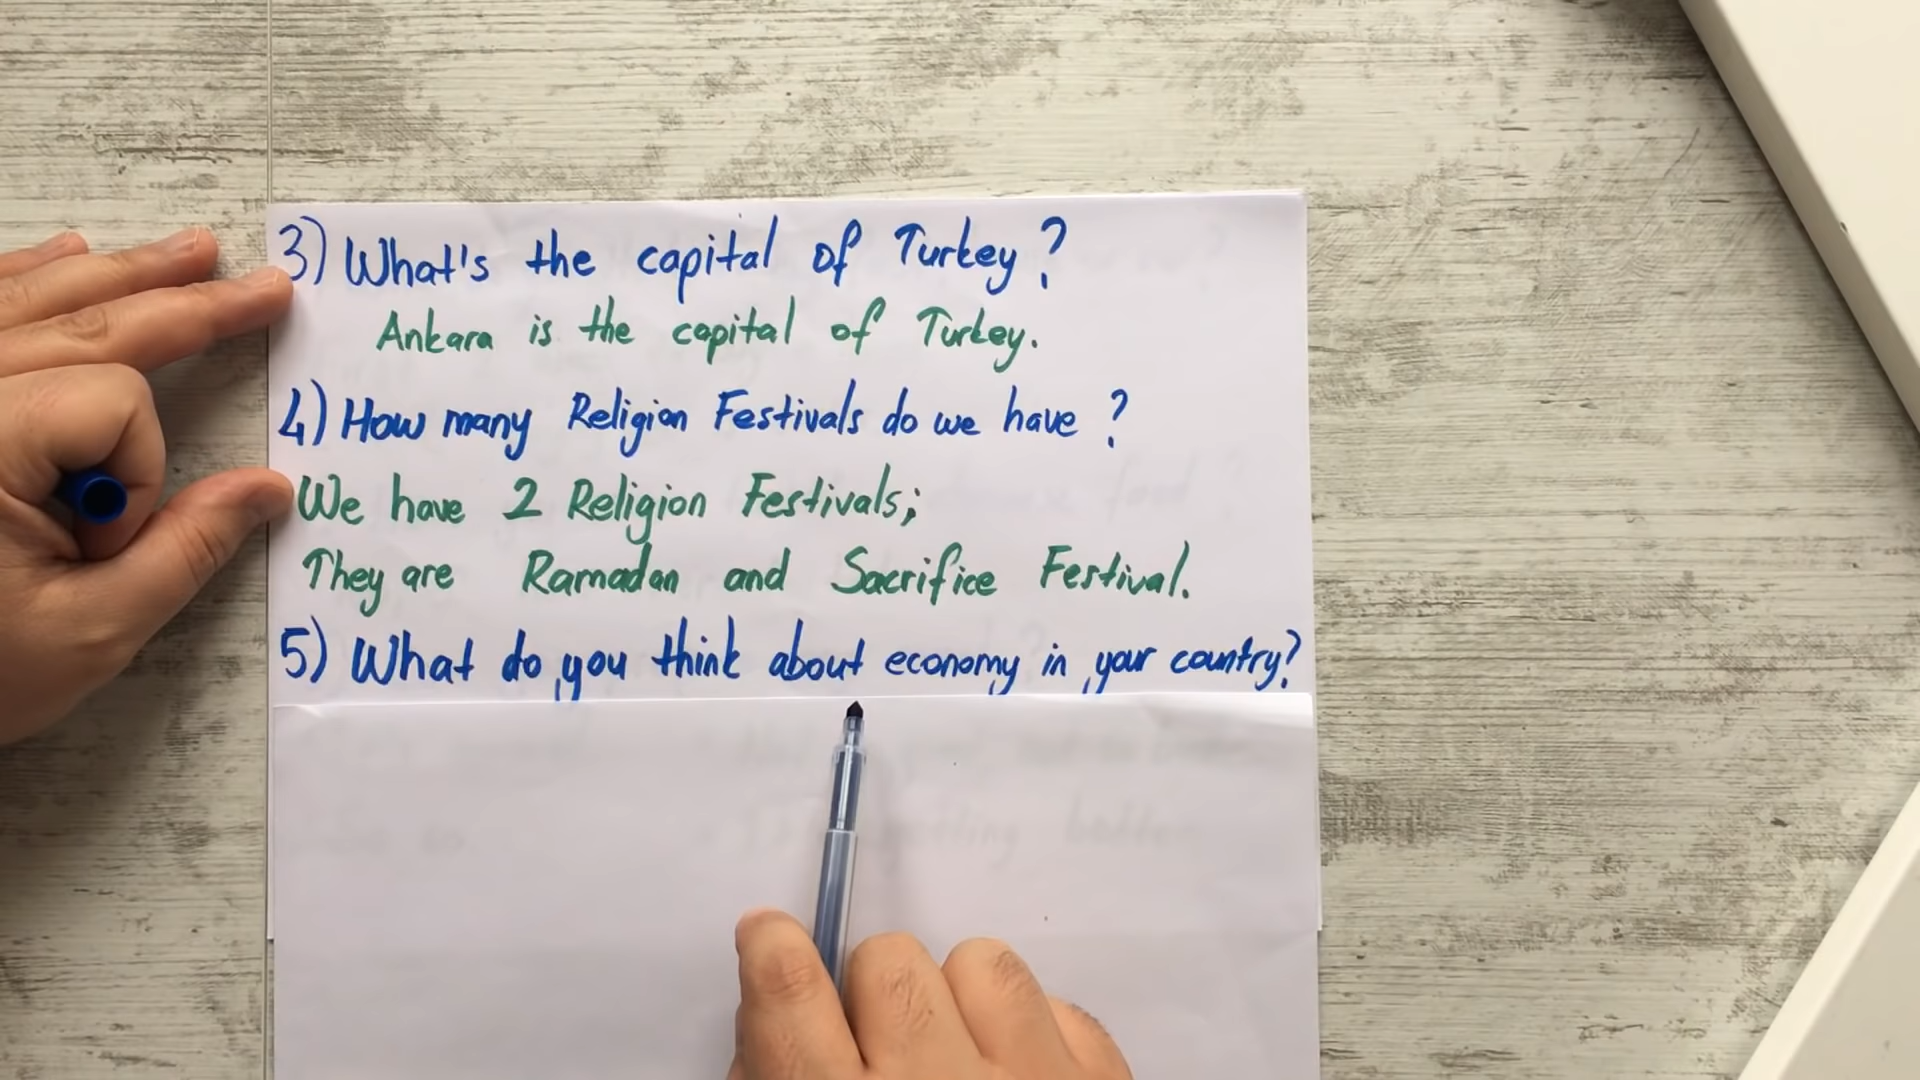 3) What's the capital of Turkey?
Ankara is the capital of Turkey.
4) How many Religion Festivals do we have?
We have 2 Religion Festivals;
They are Ramadan and Sacrifice Festival.
5) What do you think about economy in your country?